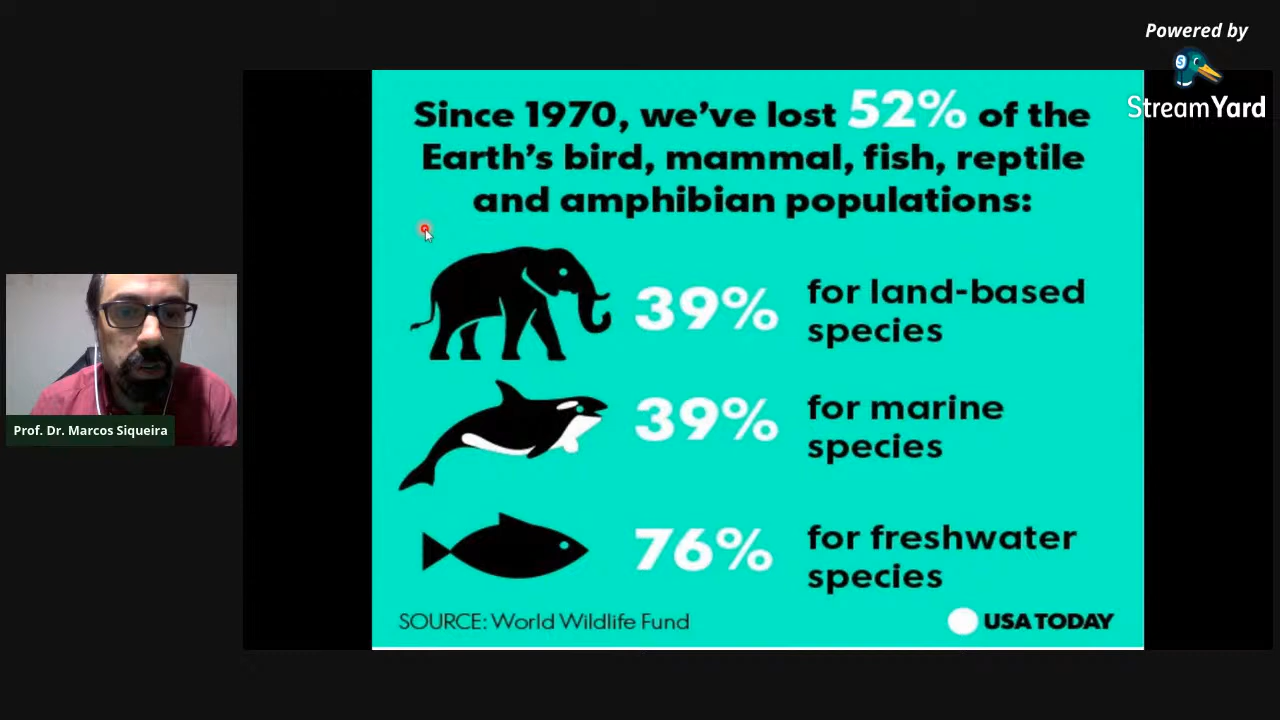 Powered by
StreamYard
Since 1970, we've lost 52% of the
Earth's bird, mammal, fish, reptile
and amphibian populations:
39% for land-based
species
39% for marine
species
76% for freshwater
species
SOURCE: World Wildlife Fund
USA TODAY
Prof. Dr. Marcos Siqueira